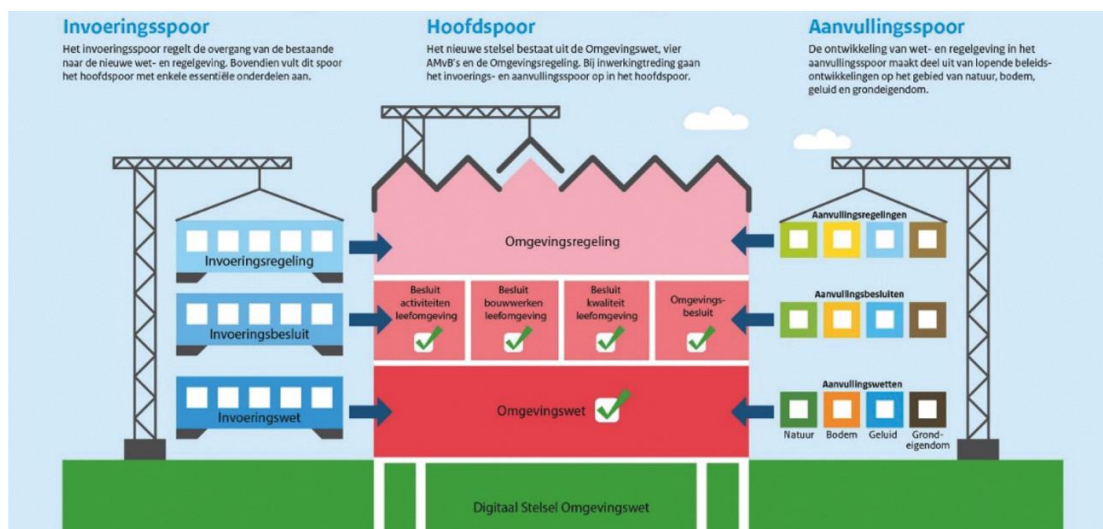 Invoeringsspoor
Het invoeringsspoor regelt de overgang van de bestaande
naar de nieuwe wet- en regelgeving. Bovendien vult dit spoor
het hoofdspoor met enkele essentiële onderdelen aan.
Hoofdspoor
Het nieuwe stelsel bestaat uit de Omgevingswet, vier
AMvB's en de Omgevingsregeling. Bij inwerkingtreding gaan
het invoerings- en aanvullingsspoor op in het hoofdspoor.
Aanvullingsspoor
De ontwikkeling van wet- en regelgeving in het
aanvullingsspoor maakt deel uit van lopende beleids-
ontwikkelingen op het gebied van natuur, bodem,
geluid en grondeigendom.
Invoeringsregeling
Omgevingsregeling
Aanvullingsregelingen
Invoeringsbesluit
Besluit
activiteiten
leefomgeving
Besluit
bouwwerken
leefomgeving
Besluit
kwaliteit
leefomgeving
Omgevings-
besluit
Aanvullingsbesluiten
Invoeringswet
Omgevingswet
Aanvullingswetten
Natuur
Bodem
Geluid
Grond-
eigendom
Digitaal Stelsel Omgevingswet